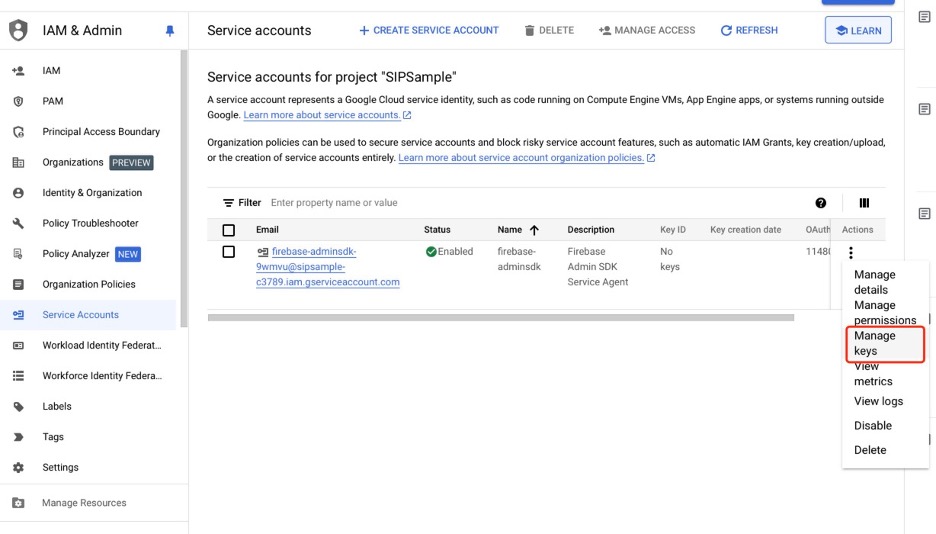 IAM & Admin
Service accounts
CREATE SERVICE ACCOUNT
DELETE
MANAGE ACCESS
REFRESH
LEARN
IAM
PAM
Principal Access Boundary
Organizations PREVIEW
Identity & Organization
Policy Troubleshooter
Policy Analyzer NEW
Organization Policies
Service Accounts
Workload Identity Federat...
Workforce Identity Federa...
Labels
Tags
Settings
Manage Resources
Service accounts for project "SIPSample"
A service account represents a Google Cloud service identity, such as code running on Compute Engine VMs, App Engine apps, or systems running outside
Google. Learn more about service accounts.
Organization policies can be used to secure service accounts and block risky service account features, such as automatic IAM Grants, key creation/upload,
or the creation of service accounts entirely. Learn more about service account organization policies.
Filter Enter property name or value
Email Status Name Description Key ID Key creation date OAuth Actions
firebase-adminsdk- Enabled firebase- Firebase No 11480
9wmvu@sipsample- adminsdk Admin SDK keys
c3789.iam.gserviceaccount.com Service Agent
Manage
details
Manage
permissions
Manage
keys
View
metrics
View logs
Disable
Delete